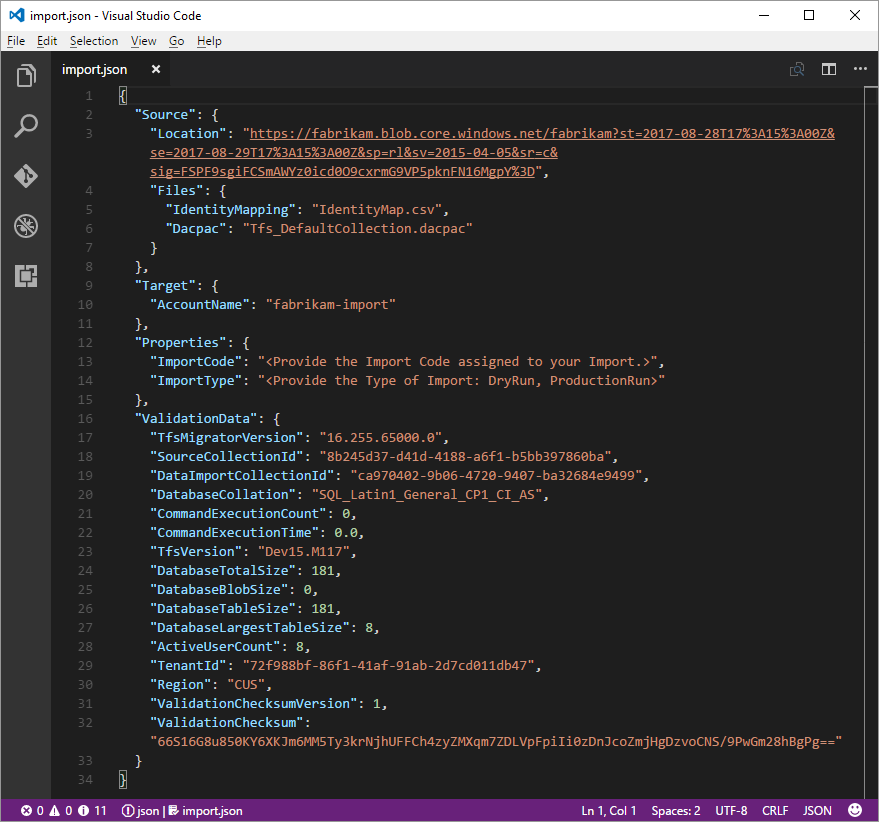 import.json - Visual Studio Code
File Edit Selection View Go Help
import.json
1 {
2 "Source": {
3 "Location": "https://fabrikam.blob.core.windows.net/fabrikam?st=2017-08-28T17%3A15%3A00Z&
se=2017-08-29T17%3A15%3A00Z&sp=rl&sv=2015-04-05&sr=c&
sig=FSPF9sgiFCSmAWYz0icd0O9cxrmG9VP5pknFN16MgpY%3D",
4 "Files": {
5 "IdentityMapping": "IdentityMap.csv",
6 "Dacpac": "Tfs_DefaultCollection.dacpac"
7 }
8 },
9 "Target": {
10 "AccountName": "fabrikam-import"
11 },
12 "Properties": {
13 "ImportCode": "<Provide the Import Code assigned to your Import.>",
14 "ImportType": "<Provide the Type of Import: DryRun, ProductionRun>"
15 },
16 "ValidationData": {
17 "TfsMigratorVersion": "16.255.65000.0",
18 "SourceCollectionId": "8b245d37-d41d-4188-a6f1-b5bb397860ba",
19 "DataImportCollectionId": "ca970402-9b06-4720-9407-ba32684e9499",
20 "DatabaseCollation": "SQL_Latin1_General_CP1_CI_AS",
21 "CommandExecutionCount": 0,
22 "CommandExecutionTime": 0.0,
23 "TfsVersion": "Dev15.M117",
24 "DatabaseTotalSize": 181,
25 "DatabaseBlobSize": 0,
26 "DatabaseTableSize": 181,
27 "DatabaseLargestTableSize": 8,
28 "ActiveUserCount": 8,
29 "TenantId": "72f988bf-86f1-41af-91ab-2d7cd011db47",
30 "Region": "CUS",
31 "ValidationChecksumVersion": 1,
32 "ValidationChecksum":
"66S16G8u850KY6XKJm6MM5Ty3krNjhUFFCh4zyZMXqm7ZDLVpFpiIi0zDnJcoZmjHgDzvoCNS/9PwGm28hBgPg=="
33 }
34 }
0 0 11 json | import.json Ln 1, Col 1 Spaces: 2 UTF-8 CRLF JSON